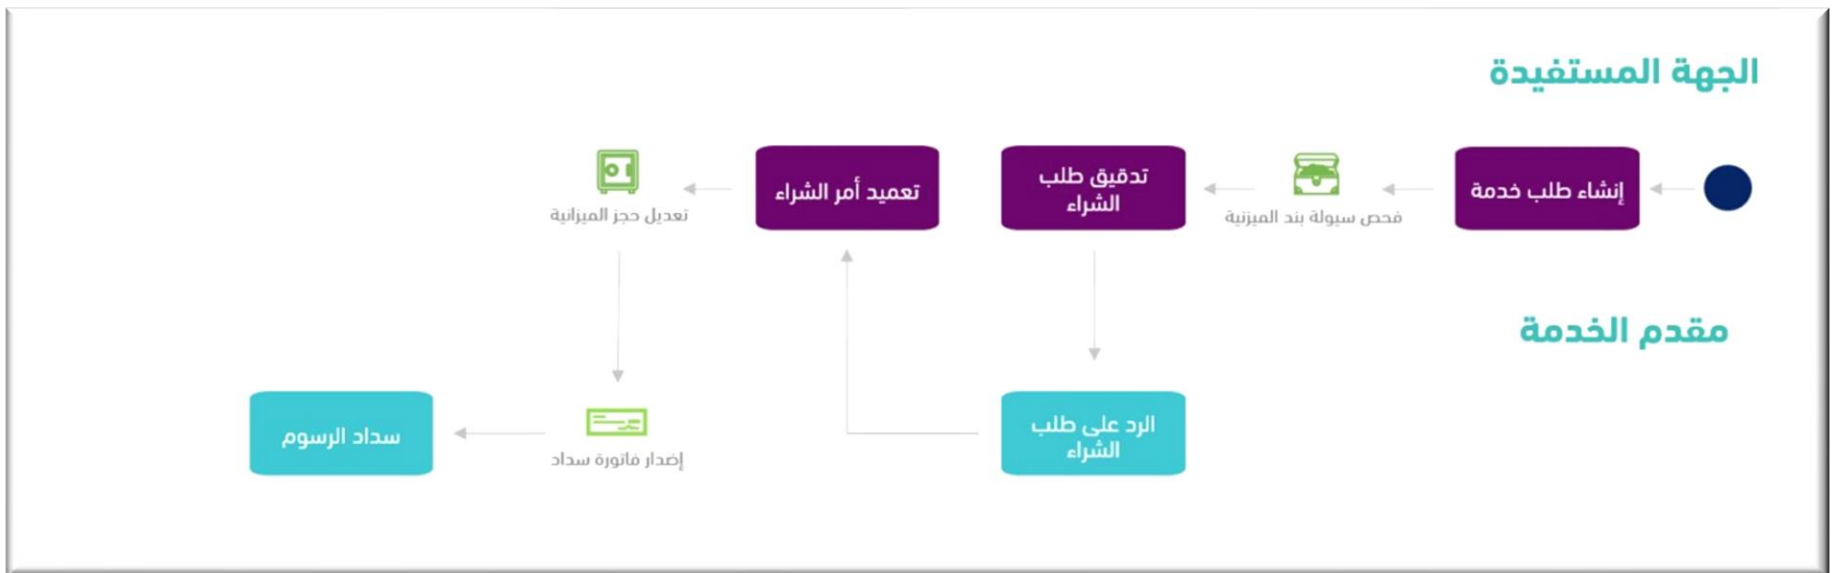 الجهة المستفيدة
إنشاء طلب خدمة
فحص سيولة بند الميزنية
تدقيق طلب
الشراء
تعميد أمر الشراء
تعديل حجز الميزانية
مقدم الخدمة
الرد على طلب
الشراء
إضدار فاتورة سداد
سداد الرسوم